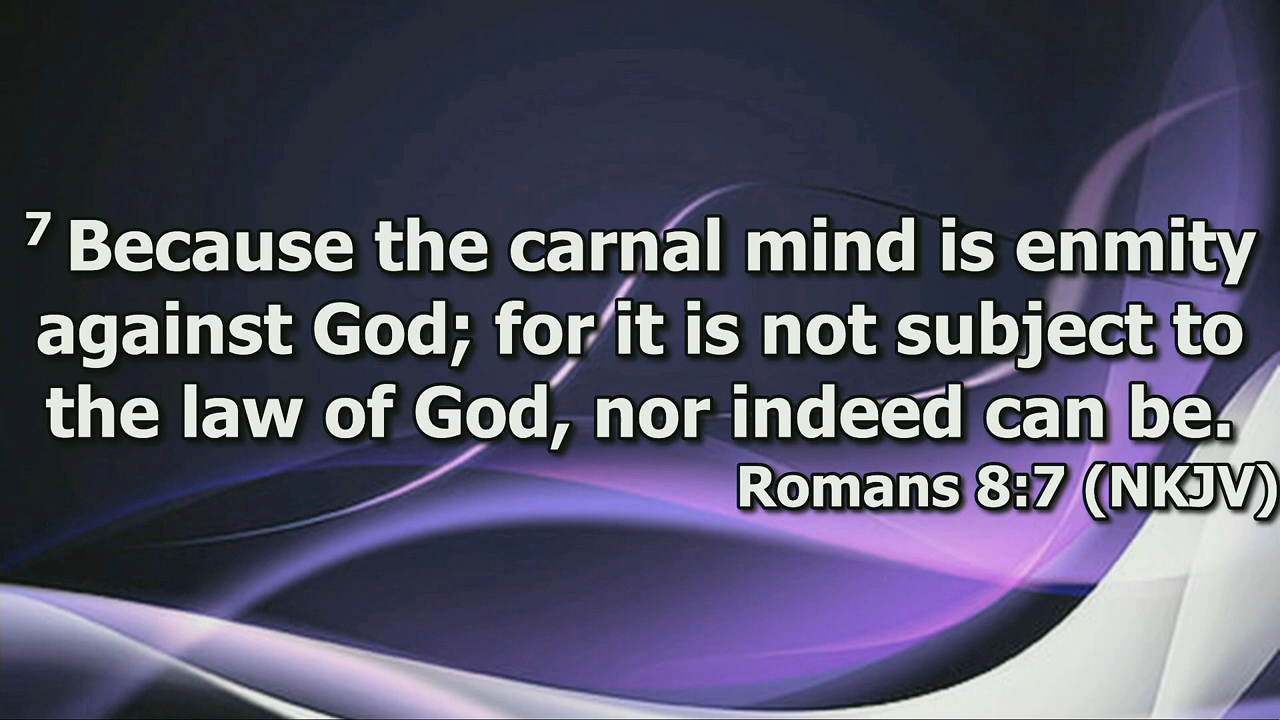 7 Because the carnal mind is enmity
against God; for it is not subject to
the law of God, nor indeed can be.
Romans 8:7 (NKJV)